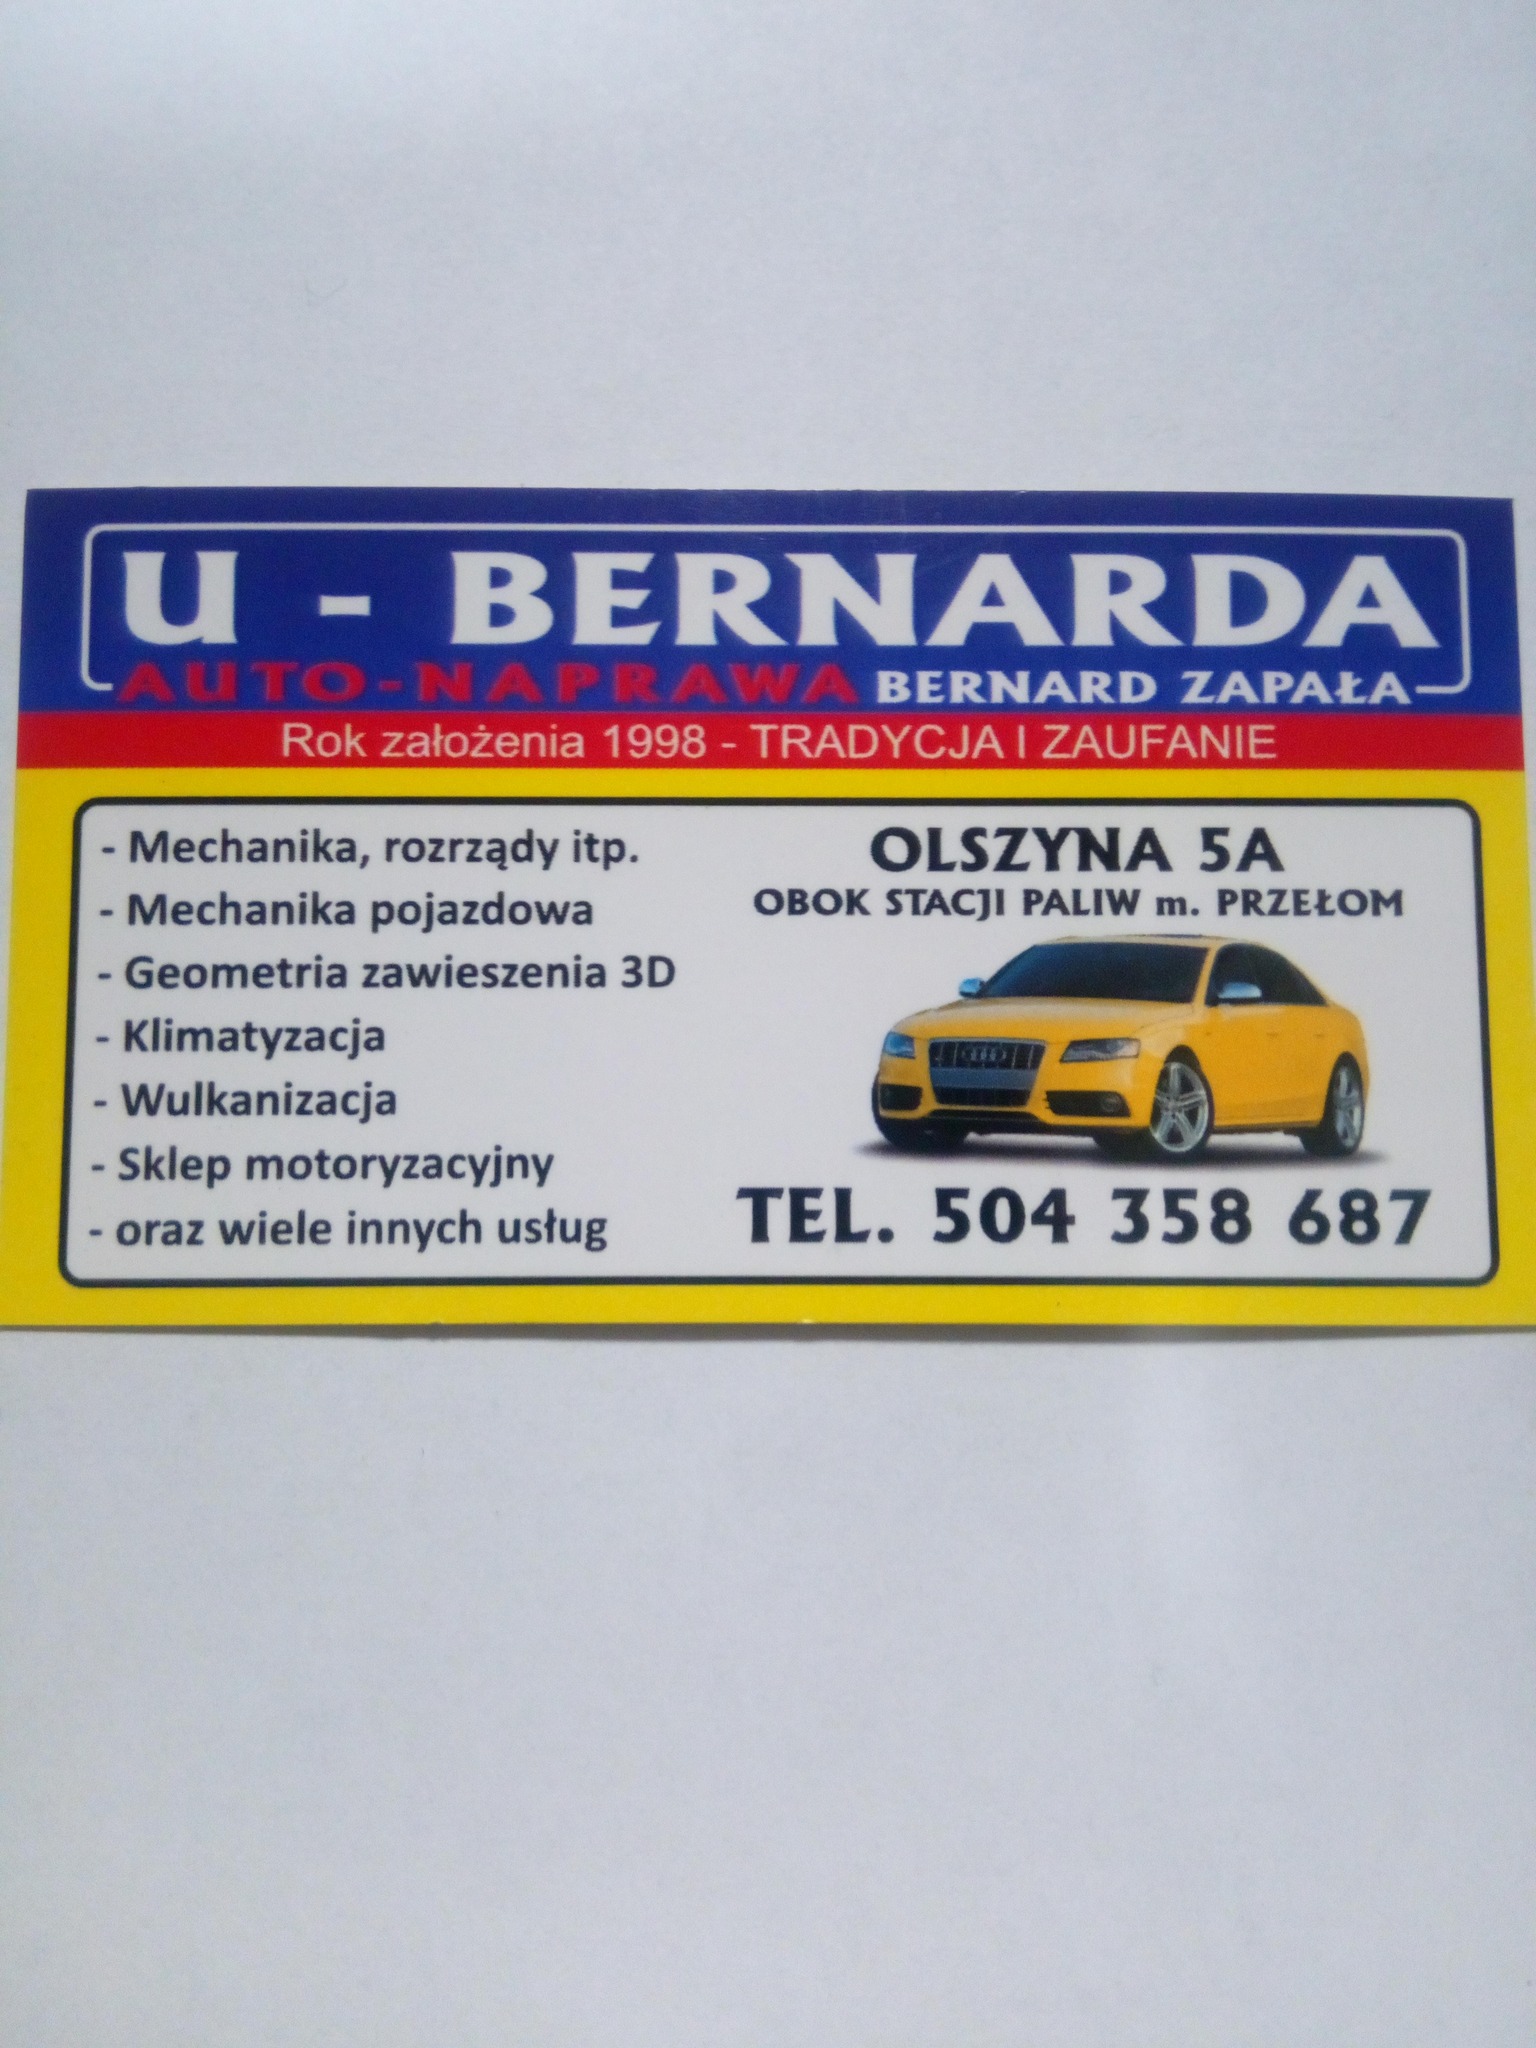 u - BERNARDA
AUTO-NAPRAWA BERNARD ZAPAŁA
Rok założenia 1998 - TRADYCJA I ZAUFANIE
- Mechanika, rozrządy itp.
- Mechanika pojazdowa
- Geometria zawieszenia 3D
- Klimatyzacja
- Wulkanizacja
- Sklep motoryzacyjny
- oraz wiele innych usług
OLSZYNA 5A
OBOK STACJI PALIW m. PRZEŁOM
TEL. 504 358 687